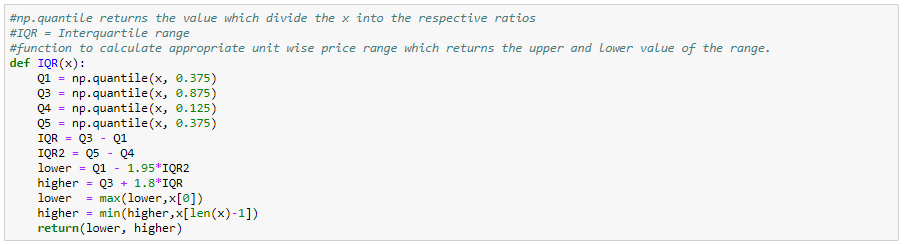 #np.quantile returns the value which divide the x into the respective ratios
#IQR = Interquartile range
#function to calculate appropriate unit wise price range which returns the upper and lower value of the range.
def IQR(x):
    Q1 = np.quantile(x, 0.375)
    Q3 = np.quantile(x, 0.875)
    Q4 = np.quantile(x, 0.125)
    Q5 = np.quantile(x, 0.375)
    IQR = Q3 - Q1
    IQR2 = Q5 - Q4
    lower = Q1 - 1.95*IQR2
    higher = Q3 + 1.8*IQR
    lower  = max(lower,x[0])
    higher = min(higher,x[len(x)-1])
    return(lower, higher)